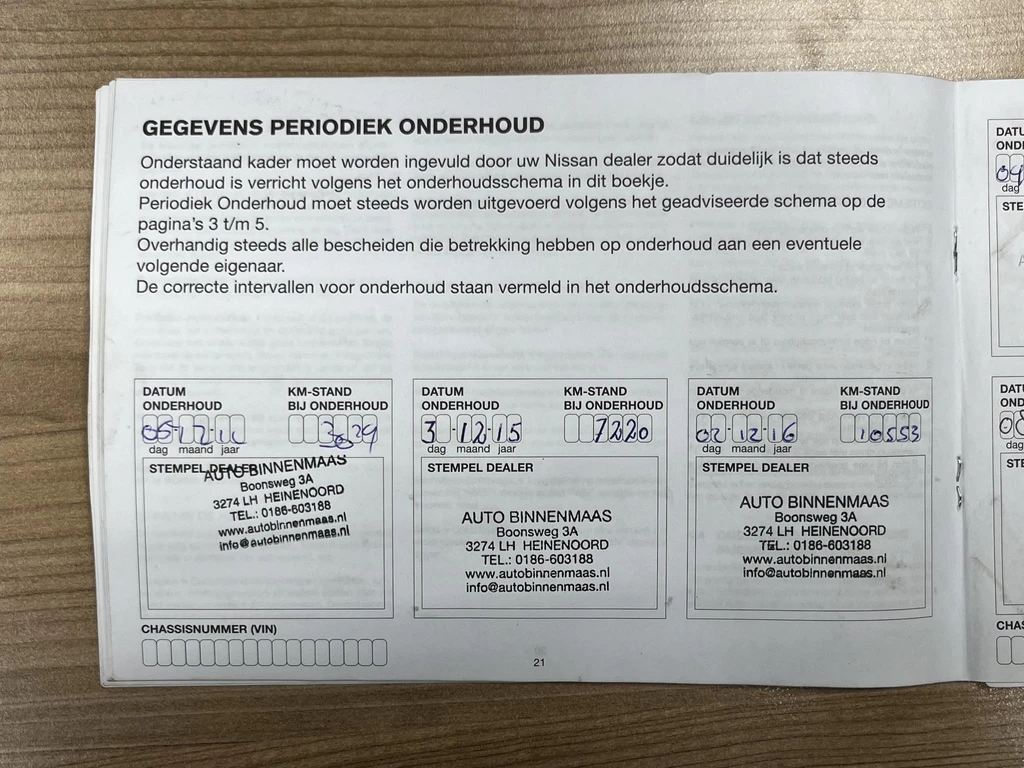 GEGEVENS PERIODIEK ONDERHOUD
Onderstaand kader moet worden ingevuld door uw Nissan dealer zodat duidelijk is dat steeds
onderhoud is verricht volgens het onderhoudsschema in dit boekje.
Periodiek Onderhoud moet steeds worden uitgevoerd volgens het geadviseerde schema op de
pagina's 3 t/m 5.
Overhandig steeds alle bescheiden die betrekking hebben op onderhoud aan een eventuele
volgende eigenaar.
De correcte intervallen voor onderhoud staan vermeld in het onderhoudsschema.
DATUM
ONDERHOUD
KM-STAND
BIJ ONDERHOUD
3029
dag maand jaar
STEMPEL DEALER
AUTO BINNENMAAS
Boonsweg 3A
3274 LH HEINENOORD
TEL.: 0186-603188
www.autobinnenmaas.nl
info@autobinnenmaas.nl
CHASSISNUMMER (VIN)
DATUM
ONDERHOUD
KM-STAND
BIJ ONDERHOUD
3-12-15
7220
dag maand jaar
STEMPEL DEALER
AUTO BINNENMAAS
Boonsweg 3A
3274 LH HEINENOORD
TEL.: 0186-603188
www.autobinnenmaas.nl
info@autobinnenmaas.nl
DATUM
ONDERHOUD
KM-STAND
BIJ ONDERHOUD
02-12-16
10553
dag maand jaar
STEMPEL DEALER
AUTO BINNENMAAS
Boonsweg 3A
3274 LH HEINENOORD
TEL.: 0186-603188
www.autobinnenmaas.nl
info@autobinnenmaas.nl
21
dag
dag